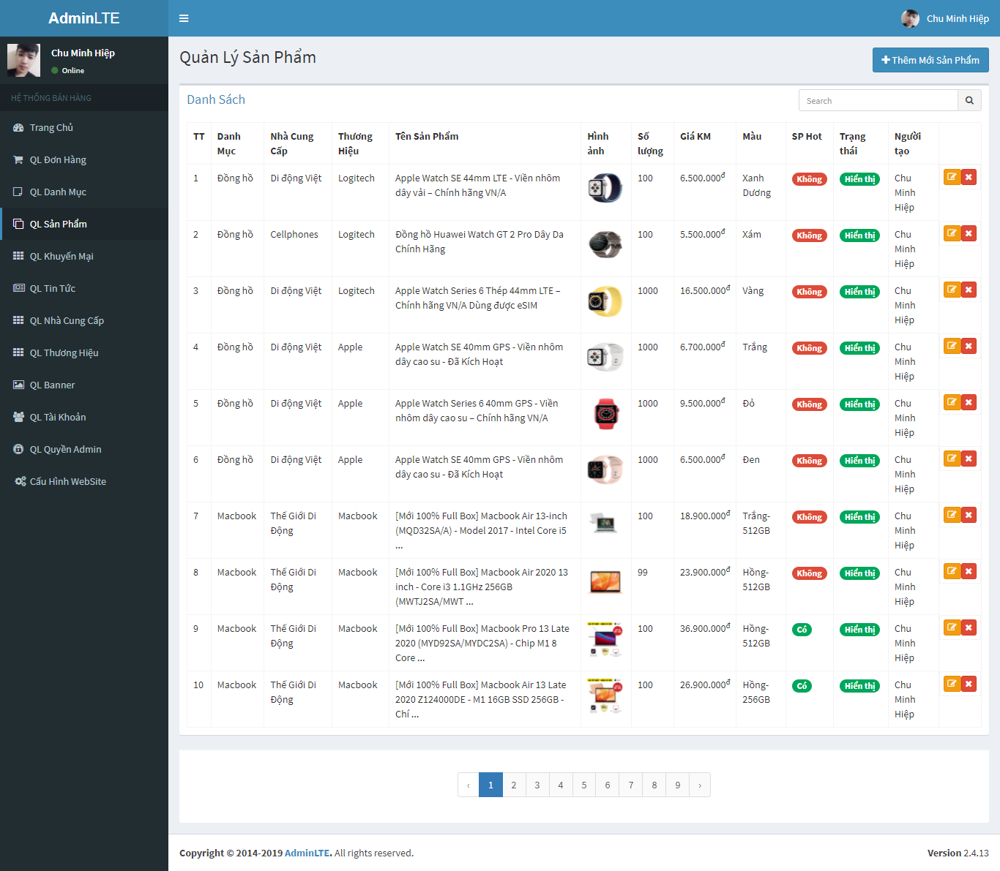 AdminLTE
Chu Minh Hiệp
Chu Minh Hiệp
Online
HỆ THỐNG BÁN HÀNG
Trang Chủ
QL Đơn Hàng
QL Danh Mục
QL Sản Phẩm
QL Khuyến Mại
QL Tin Tức
QL Nhà Cung Cấp
QL Thương Hiệu
QL Banner
QL Tài Khoản
QL Quyền Admin
Cấu Hình WebSite
Quản Lý Sản Phẩm
Thêm Mới Sản Phẩm
Danh Sách
Search
TT Danh Mục Nhà Cung Cấp Thương Hiệu Tên Sản Phẩm Hình ảnh Số lượng Giá KM Màu SP Hot Trạng thái Người tạo
1 Đồng hồ Di động Việt Logitech Apple Watch SE 44mm LTE - Viền nhôm dây vải – Chính hãng VN/A 100 6.500.000đ Xanh Dương Không Hiển thị Chu Minh Hiệp
2 Đồng hồ Cellphones Logitech Đồng hồ Huawei Watch GT 2 Pro Dây Da Chính Hãng 100 5.500.000đ Xám Không Hiển thị Chu Minh Hiệp
3 Đồng hồ Di động Việt Logitech Apple Watch Series 6 Thép 44mm LTE – Chính hãng VN/A Dùng được eSIM 1000 16.500.000đ Vàng Không Hiển thị Chu Minh Hiệp
4 Đồng hồ Di động Việt Apple Apple Watch SE 40mm GPS - Viền nhôm dây cao su - Đã Kích Hoạt 1000 6.700.000đ Trắng Không Hiển thị Chu Minh Hiệp
5 Đồng hồ Di động Việt Apple Apple Watch Series 6 40mm GPS - Viền nhôm dây cao su – Chính hãng VN/A 1000 9.500.000đ Đỏ Không Hiển thị Chu Minh Hiệp
6 Đồng hồ Di động Việt Apple Apple Watch SE 40mm GPS - Viền nhôm dây cao su - Đã Kích Hoạt 1000 6.500.000đ Đen Không Hiển thị Chu Minh Hiệp
7 Macbook Thế Giới Di Động Macbook [Mới 100% Full Box] Macbook Air 13-inch (MQD32SA/A) - Model 2017 - Intel Core i5 ... 100 18.900.000đ Trắng-512GB Không Hiển thị Chu Minh Hiệp
8 Macbook Thế Giới Di Động Macbook [Mới 100% Full Box] Macbook Air 2020 13 inch - Core i3 1.1GHz 256GB (MWTJ2SA/MWT ... 99 23.900.000đ Hồng-512GB Không Hiển thị Chu Minh Hiệp
9 Macbook Thế Giới Di Động Macbook [Mới 100% Full Box] Macbook Pro 13 Late 2020 (MYD92SA/MYDC2SA) - Chip M1 8 Core ... 100 36.900.000đ Hồng-512GB Có Hiển thị Chu Minh Hiệp
10 Macbook Thế Giới Di Động Macbook [Mới 100% Full Box] Macbook Air 13 Late 2020 Z124000DE - M1 16GB SSD 256GB - Chí ... 100 26.900.000đ Hồng-256GB Có Hiển thị Chu Minh Hiệp
‹ 1 2 3 4 5 6 7 8 9 ›
Copyright © 2014-2019 AdminLTE. All rights reserved.
Version 2.4.13